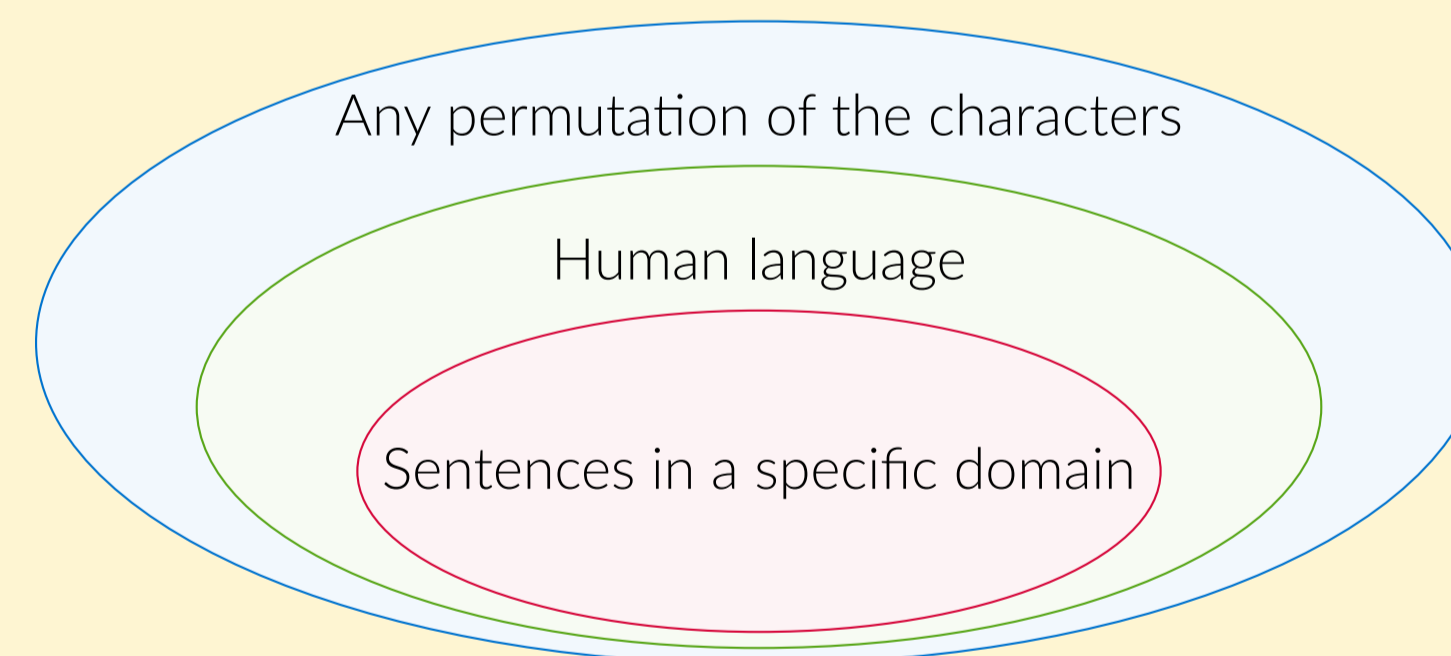 Any permutation of the characters
Human language
Sentences in a specific domain